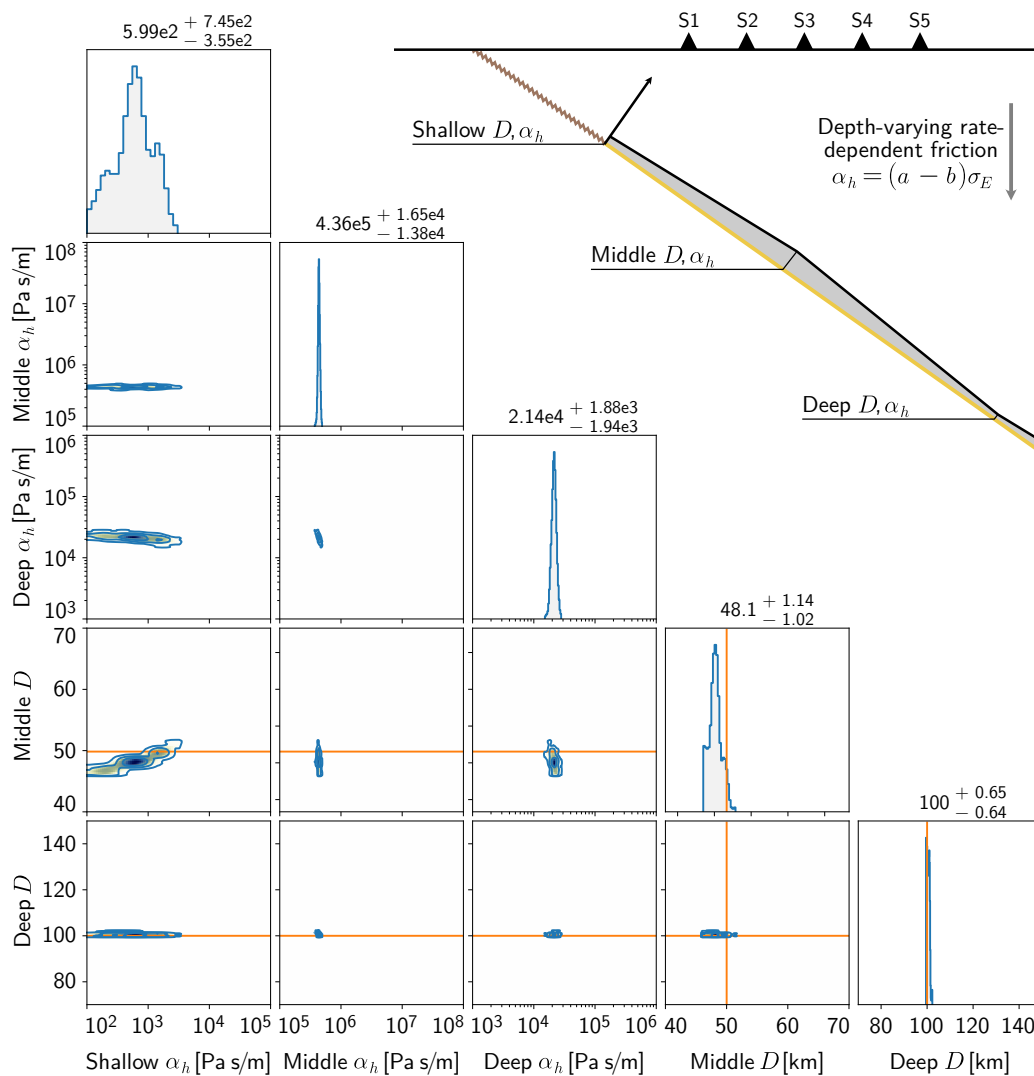 S1 S2 S3 S4 S5
5.99e2 + 7.45e2
− 3.55e2
Shallow D, α_h
Depth-varying rate-
dependent friction
α_h = (a − b)σ_E
4.36e5 + 1.65e4
− 1.38e4
Middle D, α_h
10^8
10^7
10^6
10^5
Middle α_h [Pa s/m]
2.14e4 + 1.88e3
− 1.94e3
Deep D, α_h
10^6
10^5
10^4
10^3
Deep α_h [Pa s/m]
48.1 + 1.14
− 1.02
70
60
50
40
Middle D
100 + 0.65
− 0.64
140
120
100
80
Deep D
10^2 10^3 10^4 10^5
10^5 10^6 10^7 10^8
10^3 10^4 10^5 10^6
40 50 60 70
80 100 120 140
Shallow α_h [Pa s/m]
Middle α_h [Pa s/m]
Deep α_h [Pa s/m]
Middle D [km]
Deep D [km]